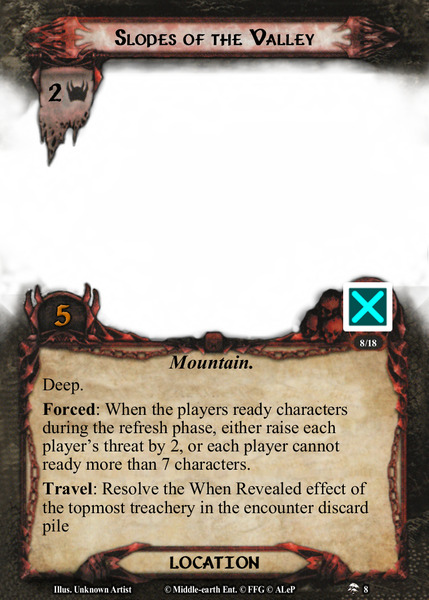 Slopes of the Valley
2
5
8/18
Mountain.
Deep.
Forced: When the players ready characters
during the refresh phase, either raise each
player's threat by 2, or each player cannot
ready more than 7 characters.
Travel: Resolve the When Revealed effect of
the topmost treachery in the encounter discard
pile
LOCATION
Illus. Unknown Artist © Middle-earth Ent. © FFG © ALeP 8